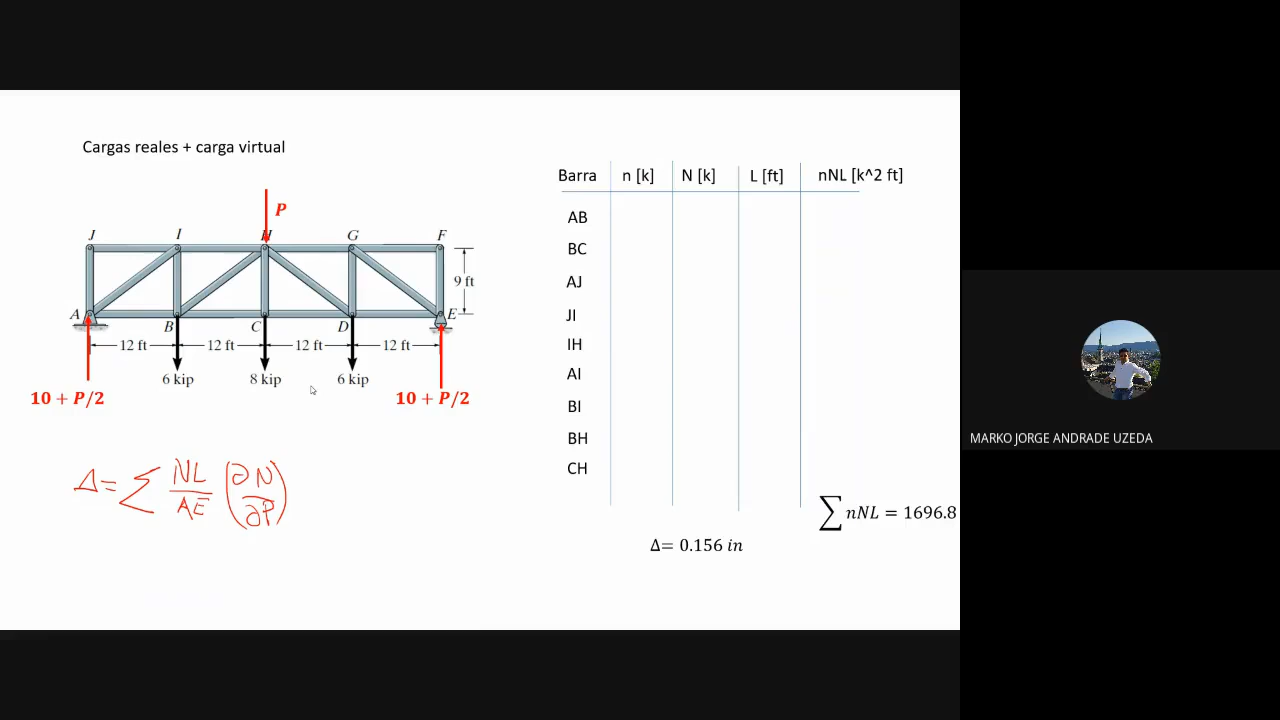 Cargas reales + carga virtual
P
J I H G F
9 ft
A B C D E
12 ft 12 ft 12 ft 12 ft
6 kip 8 kip 6 kip
10 + P/2 10 + P/2
Δ= Σ NL/AE (∂N/∂P)
Barra n [k] N [k] L [ft] nNL [k^2 ft]
AB
BC
AJ
JI
IH
AI
BI
BH
CH
∑ nNL = 1696.8
Δ= 0.156 in
MARKO JORGE ANDRADE UZEDA